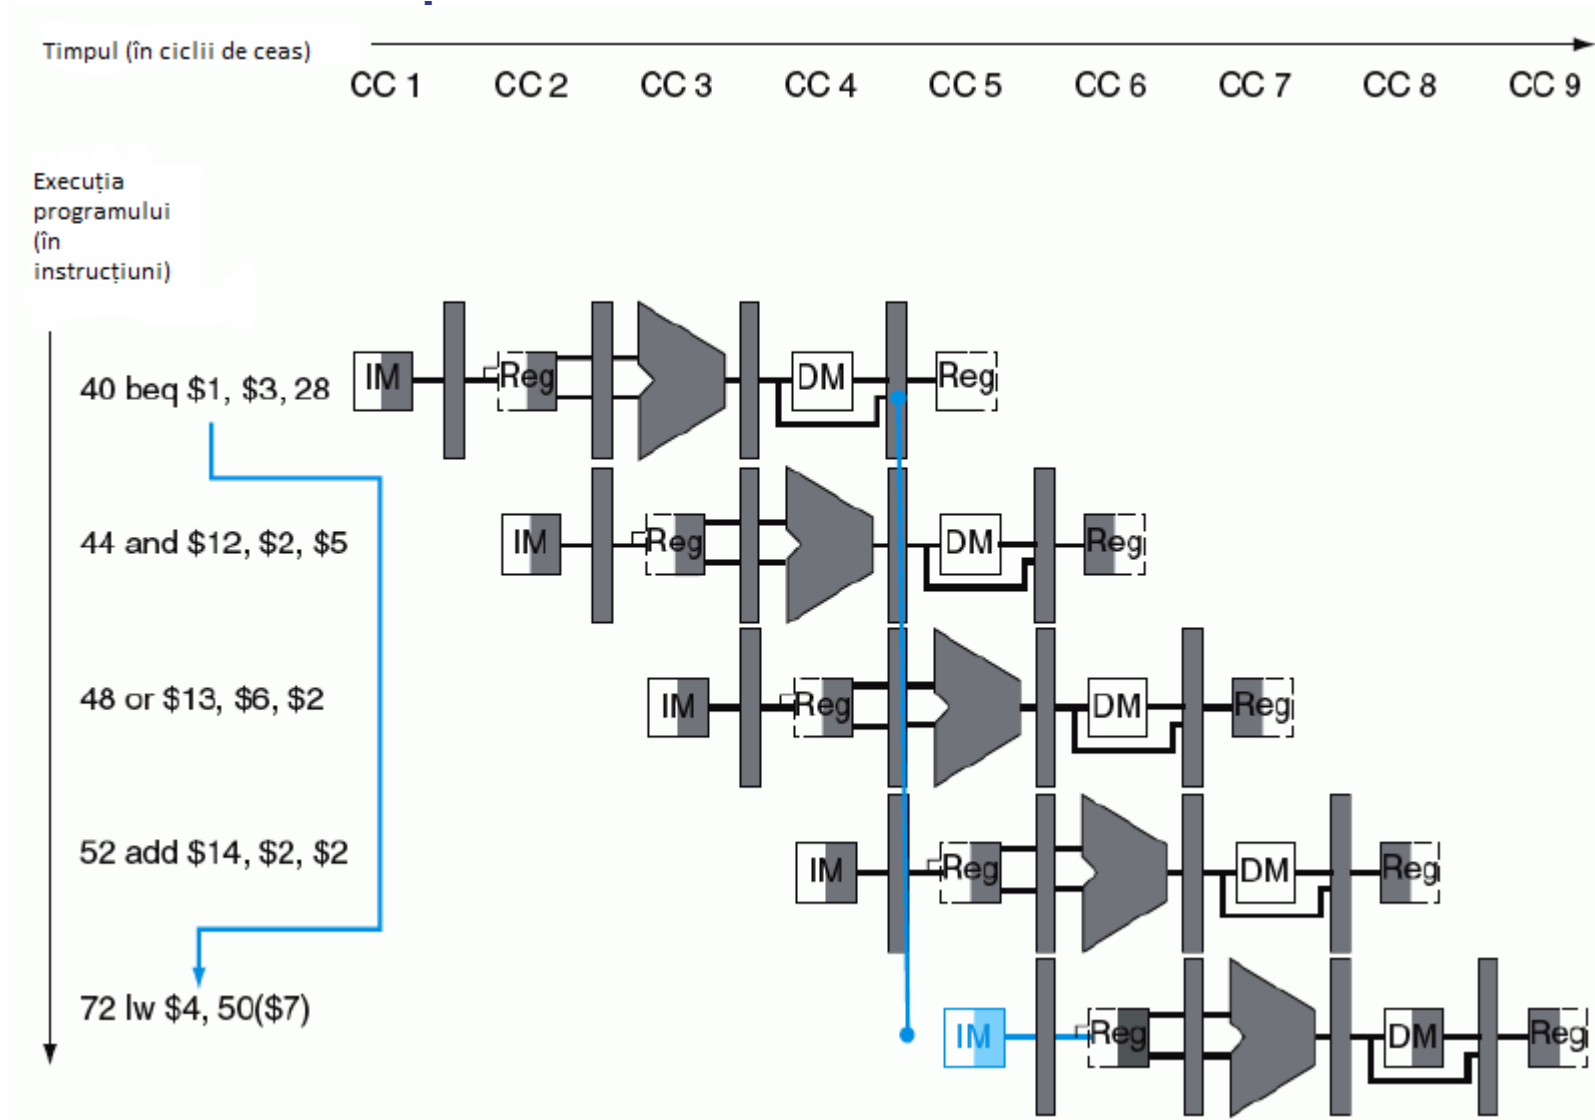 Timpul (în ciclii de ceas)
CC 1 CC 2 CC 3 CC 4 CC 5 CC 6 CC 7 CC 8 CC 9
Execuția
programului
(în
instrucțiuni)
40 beq $1, $3, 28
IM Reg DM Reg
44 and $12, $2, $5
IM Reg DM Reg
48 or $13, $6, $2
IM Reg DM Reg
52 add $14, $2, $2
IM Reg DM Reg
72 lw $4, 50($7)
IM Reg DM Reg